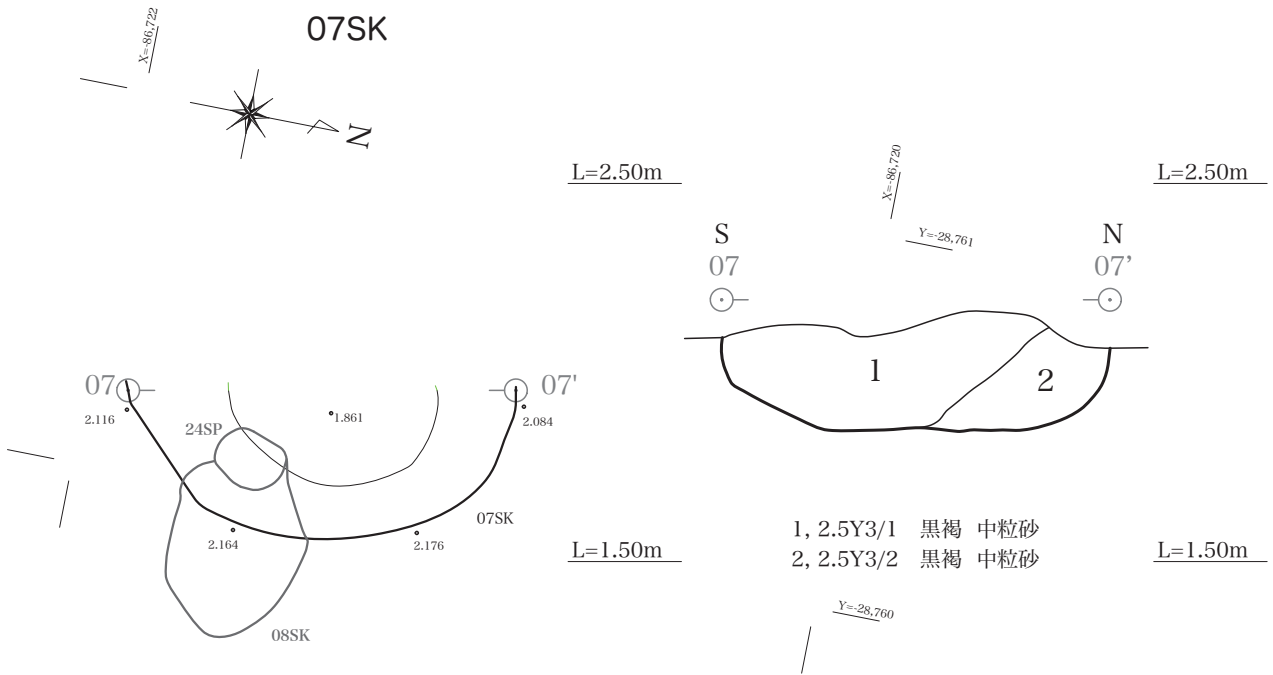 07SK
X=-86,722
N
L=2.50m
L=2.50m
X=-86,720
Y=-28,761
S
07
N
07’
1
2
07
07'
2.116
1.861
2.084
24SP
07SK
2.164
2.176
08SK
1, 2.5Y3/1 黒褐 中粒砂
2, 2.5Y3/2 黒褐 中粒砂
L=1.50m
L=1.50m
Y=-28,760